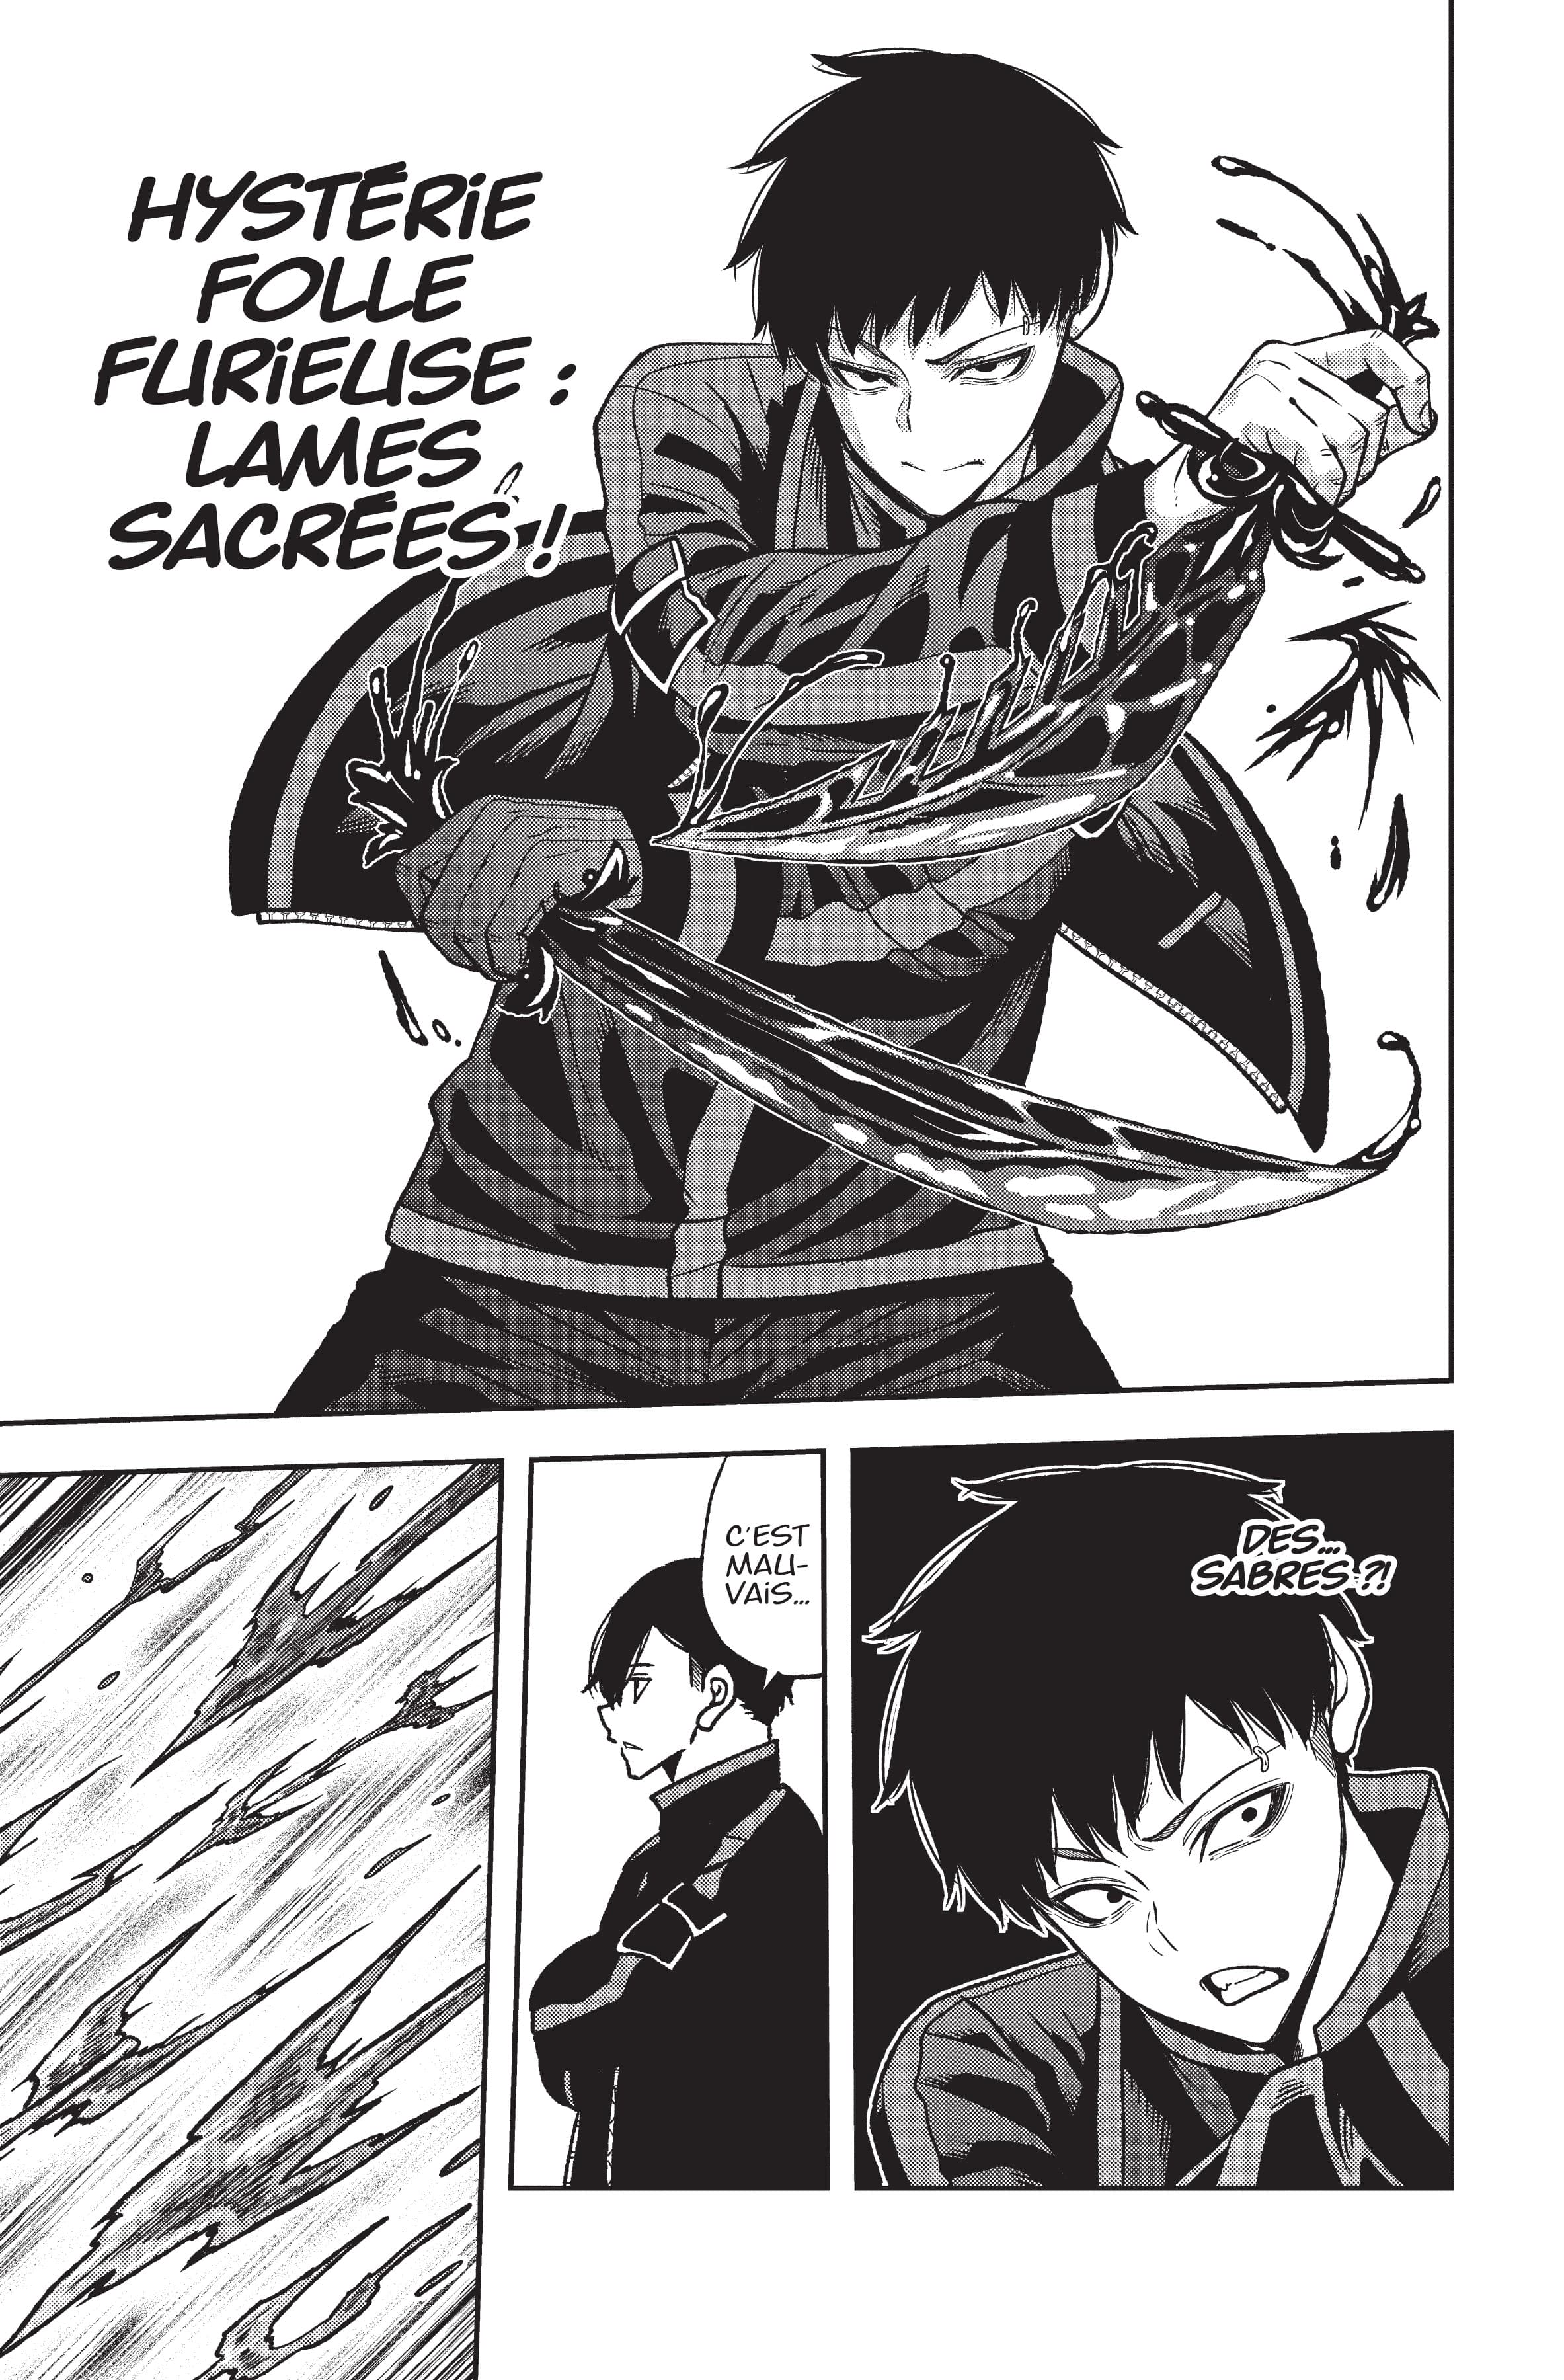 HYSTÉRIE
FOLLE
FURIEUSE :
LAMES
SACRÉES !
DES...
SABRES ?!
C'EST
MAU-
VAIS...